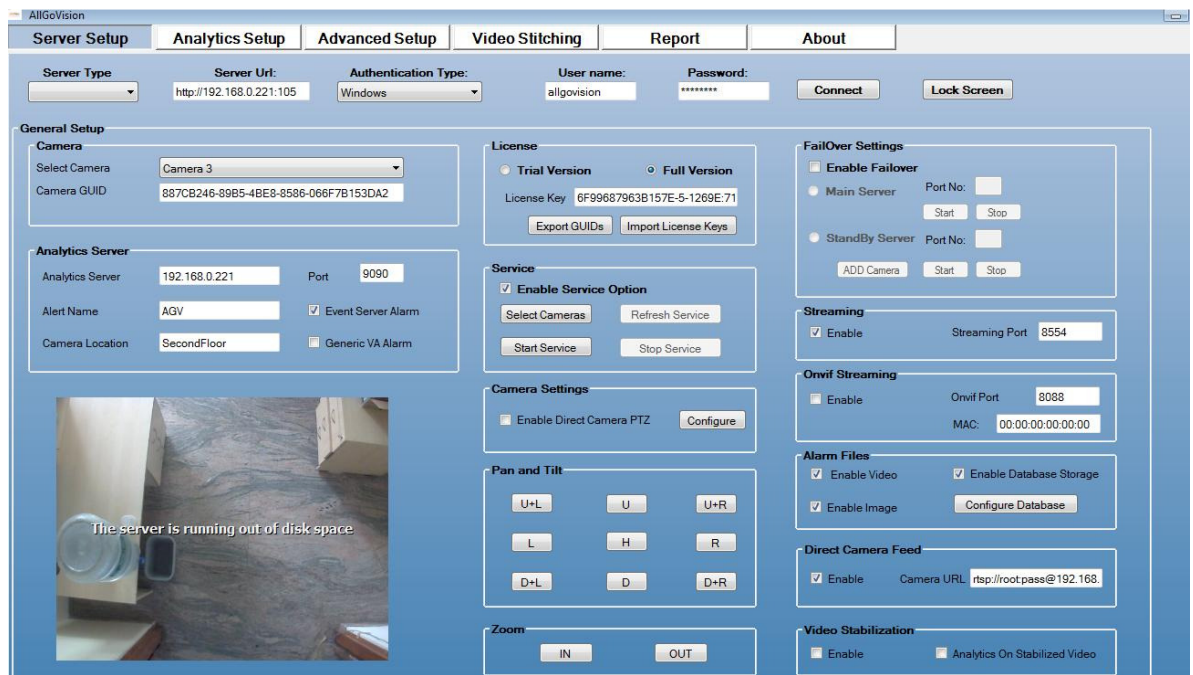 AllGoVision
Server Setup Analytics Setup Advanced Setup Video Stitching Report About
Server Type Server Url: Authentication Type: User name: Password:
http://192.168.0.221:105 Windows allgovision ******** Connect Lock Screen
General Setup
Camera
Select Camera Camera 3
Camera GUID 887CB246-89B5-4BE8-8586-066F7B153DA2
Analytics Server
Analytics Server 192.168.0.221 Port 9090
Alert Name AGV Event Server Alarm
Camera Location SecondFloor Generic VA Alarm
The server is running out of disk space
License
Trial Version Full Version
License Key 6F99687963B157E-5-1269E:71
Export GUIDs Import License Keys
Service
Enable Service Option
Select Cameras Refresh Service
Start Service Stop Service
Camera Settings
Enable Direct Camera PTZ Configure
Pan and Tilt
U+L U U+R
L H R
D+L D D+R
Zoom
IN OUT
FailOver Settings
Enable Failover
Main Server Port No:
Start Stop
StandBy Server Port No:
ADD Camera Start Stop
Streaming
Enable Streaming Port 8554
Onvif Streaming
Enable Onvif Port 8088
MAC: 00:00:00:00:00:00
Alarm Files
Enable Video Enable Database Storage
Enable Image Configure Database
Direct Camera Feed
Enable Camera URL rtsp://root:pass@192.168.
Video Stabilization
Enable Analytics On Stabilized Video